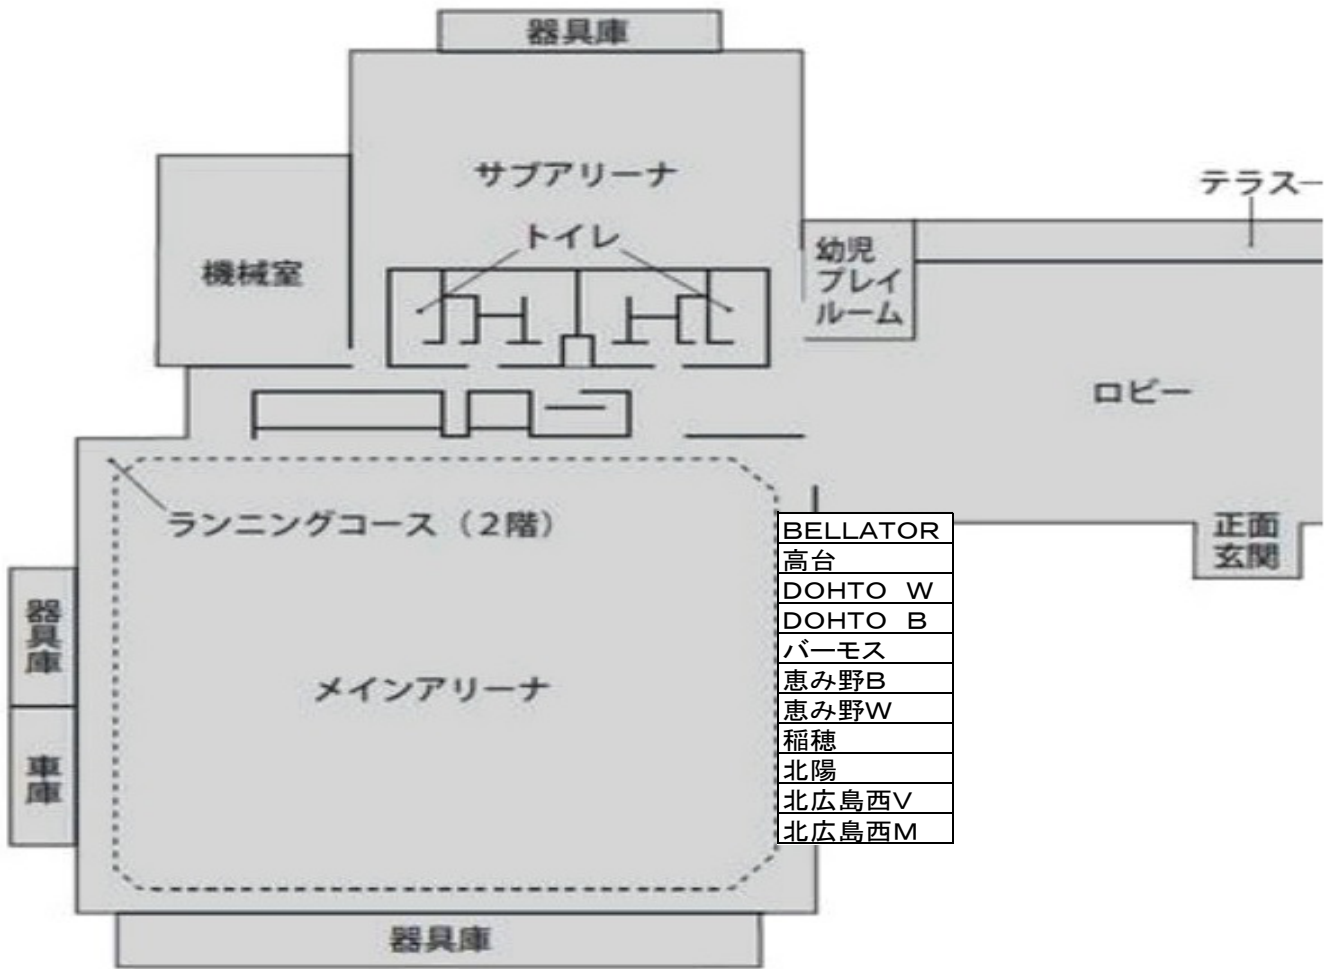 器具庫
サブアリーナ
テラス
トイレ
幼児
プレイ
ルーム
機械室
ロビー
ランニングコース（２階）
正面
玄関
BELLATOR
高台
DOHTO　W
DOHTO　B
バーモス
恵み野B
恵み野W
稲穂
北陽
北広島西V
北広島西M
器具庫
メインアリーナ
車庫
器具庫